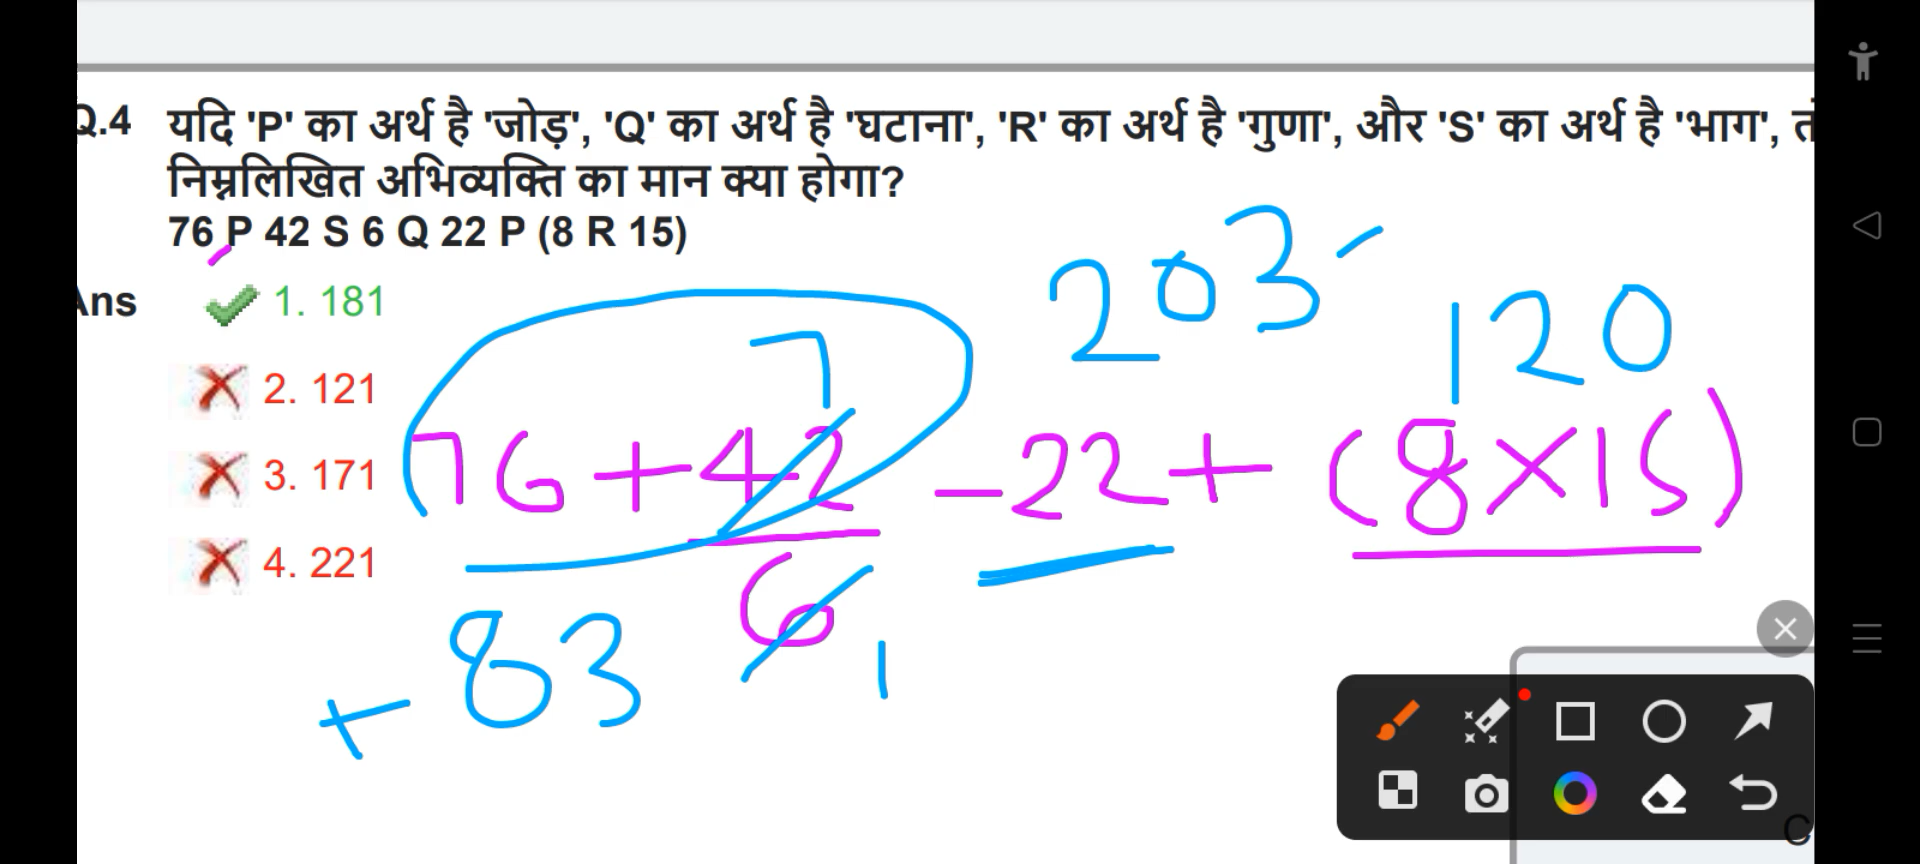 Q.4 यदि 'P' का अर्थ है 'जोड़', 'Q' का अर्थ है 'घटाना', 'R' का अर्थ है 'गुणा', और 'S' का अर्थ है 'भाग',
निम्नलिखित अभिव्यक्ति का मान क्या होगा?
76 P 42 S 6 Q 22 P (8 R 15)
Ans 1. 181
2. 121
3. 171
4. 221
203 -
120
7
76 + 42 - 22 + (8 × 15)
6
1
+ 83